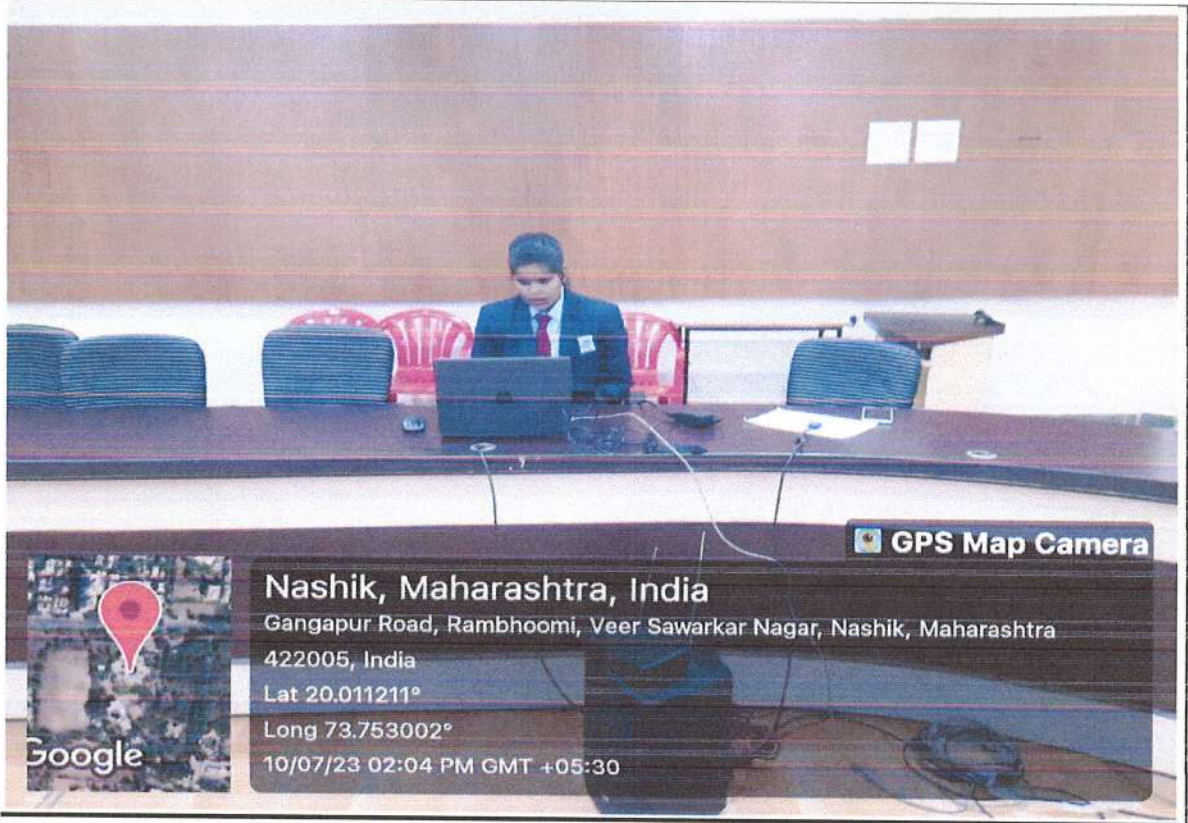 GPS Map Camera
Nashik, Maharashtra, India
Gangapur Road, Rambhoomi, Veer Sawarkar Nagar, Nashik, Maharashtra
422005, India
Lat 20.011211°
Long 73.753002°
10/07/23 02:04 PM GMT +05:30
Google